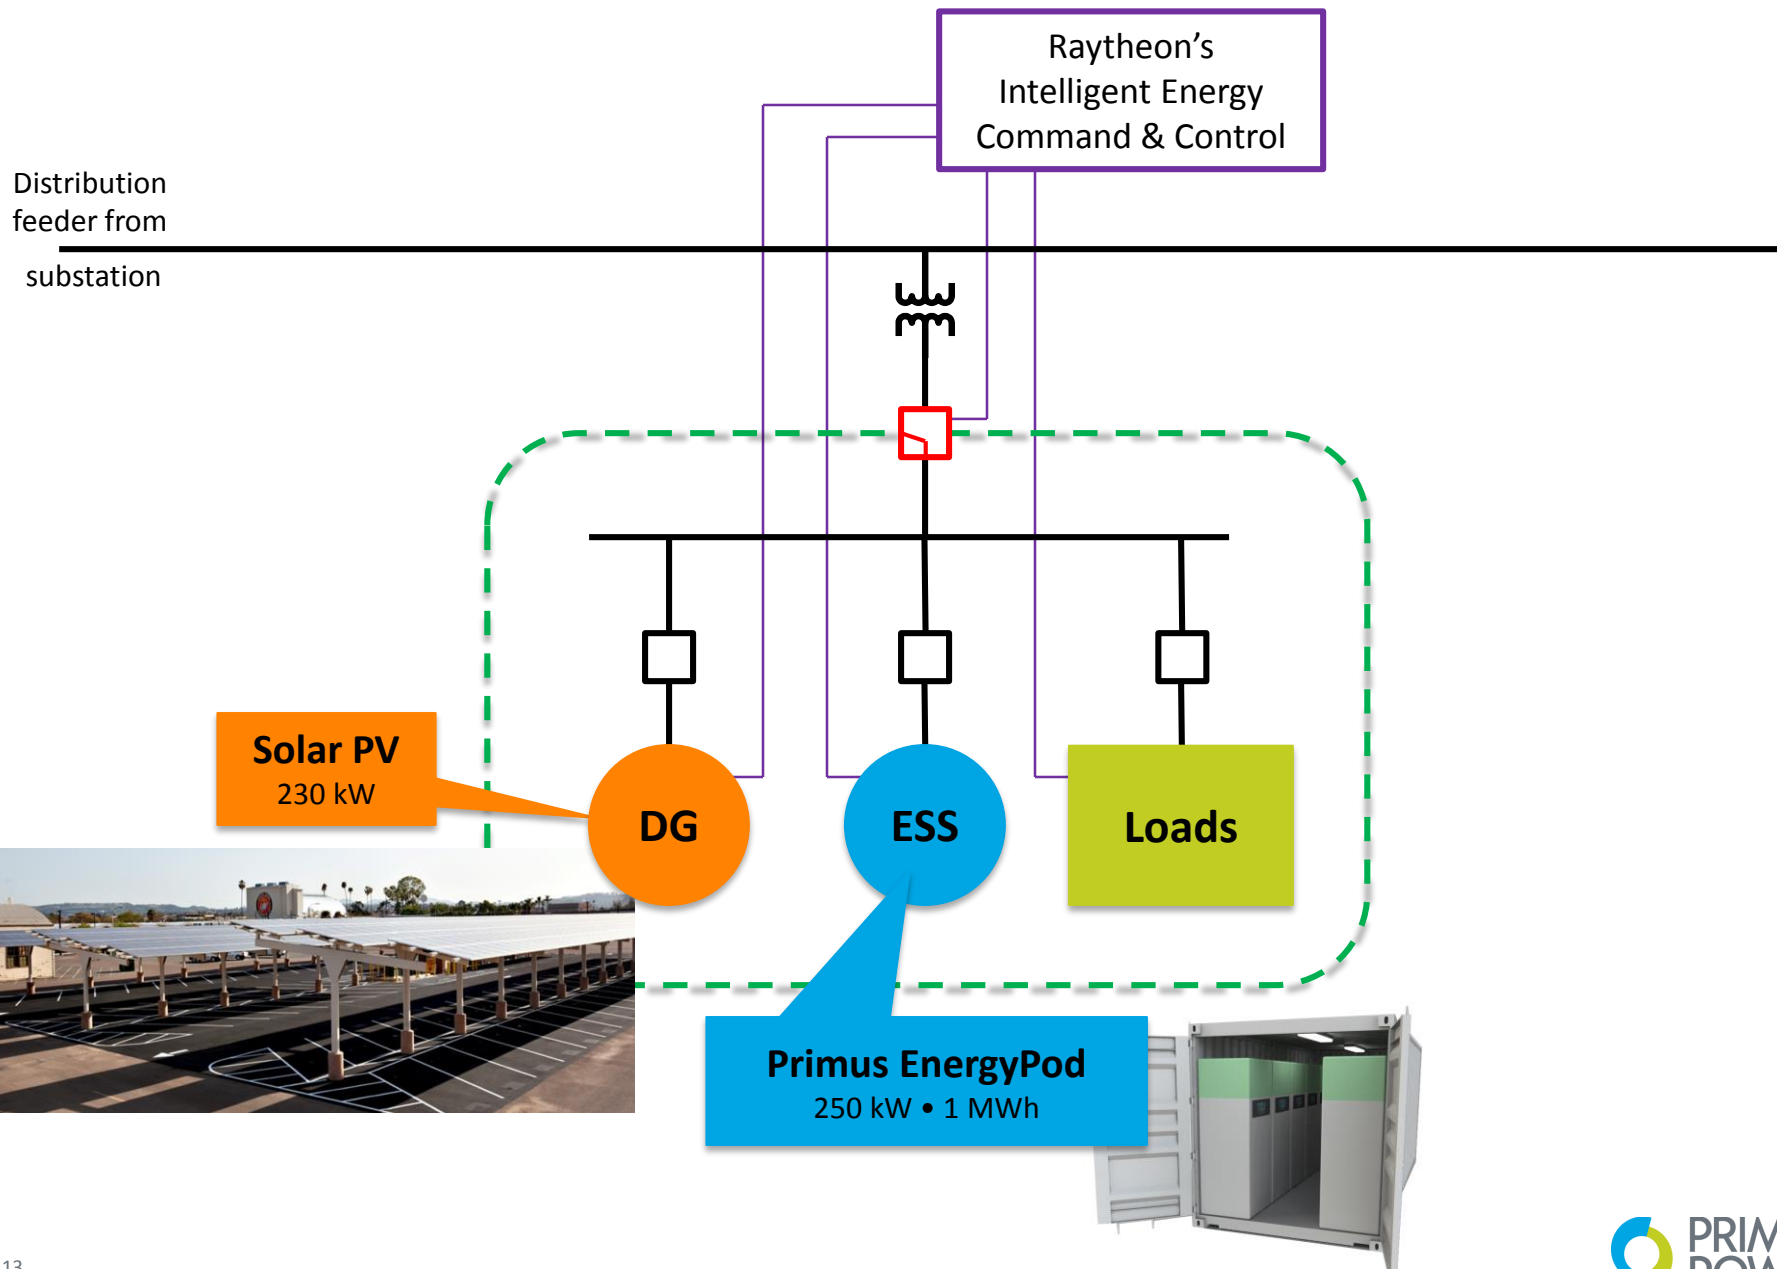 Raytheon's
Intelligent Energy
Command & Control
Distribution
feeder from
substation
Solar PV
230 kW
DG
ESS
Loads
Primus EnergyPod
250 kW • 1 MWh
13